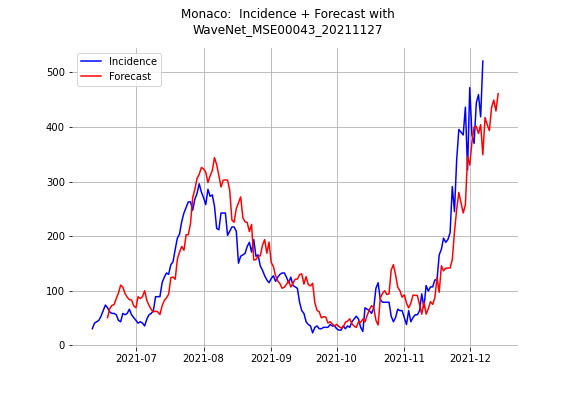 Monaco:  Incidence + Forecast with
WaveNet_MSE00043_20211127
Incidence
Forecast
500
400
300
200
100
0
2021-07 2021-08 2021-09 2021-10 2021-11 2021-12